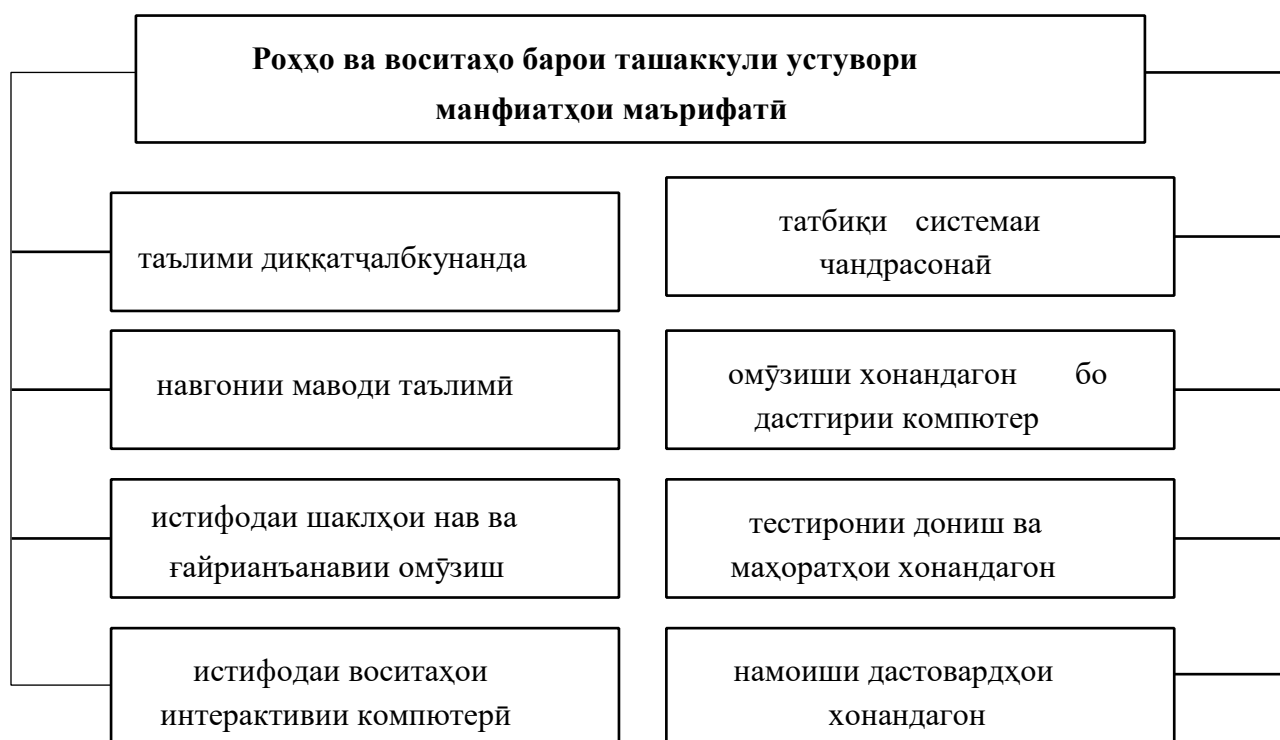 Роҳҳо ва воситаҳо барои ташаккули устувори
манфиатҳои маърифатӣ
таълими диққатҷалбкунанда
навгонии маводи таълимӣ
истифодаи шаклҳои нав ва
ғайрианъанавии омӯзиш
истифодаи воситаҳои
интерактивии компютерӣ
татбиқи системаи
чандрасонаӣ
омӯзиши хонандагон бо
дастгирии компютер
тестиронии дониш ва
маҳоратҳои хонандагон
намоиши дастовардҳои
хонандагон